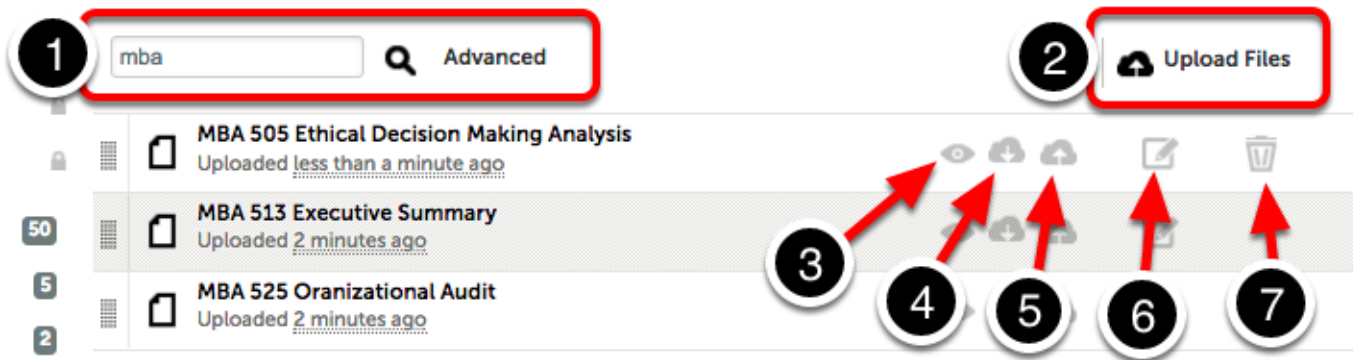 1
mba
Advanced
2
Upload Files
MBA 505 Ethical Decision Making Analysis
Uploaded less than a minute ago
MBA 513 Executive Summary
Uploaded 2 minutes ago
50
3
4
5
6
7
MBA 525 Oranizational Audit
Uploaded 2 minutes ago
5
2